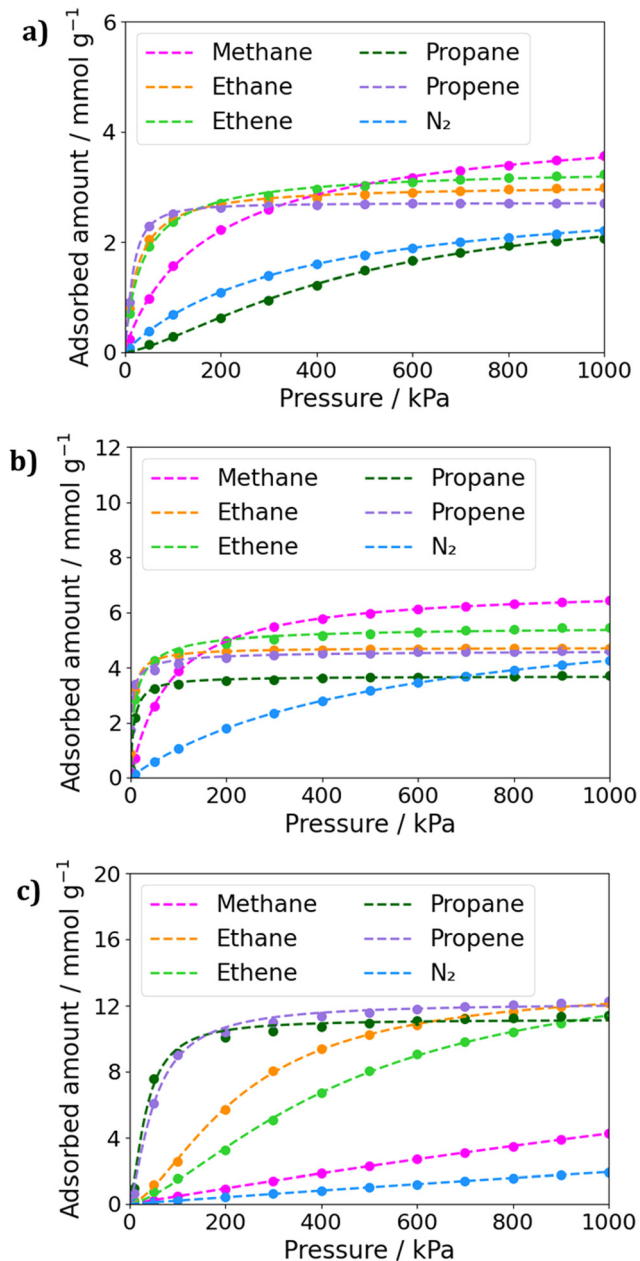 a)
6
Methane Propane
Ethane Propene
Ethene N₂
4
2
0
0 200 400 600 800 1000
Pressure / kPa
Adsorbed amount / mmol g⁻¹
b)
12
Methane Propane
Ethane Propene
Ethene N₂
10
8
6
4
2
0
0 200 400 600 800 1000
Pressure / kPa
Adsorbed amount / mmol g⁻¹
c)
20
Methane Propane
Ethane Propene
Ethene N₂
16
12
8
4
0
0 200 400 600 800 1000
Pressure / kPa
Adsorbed amount / mmol g⁻¹